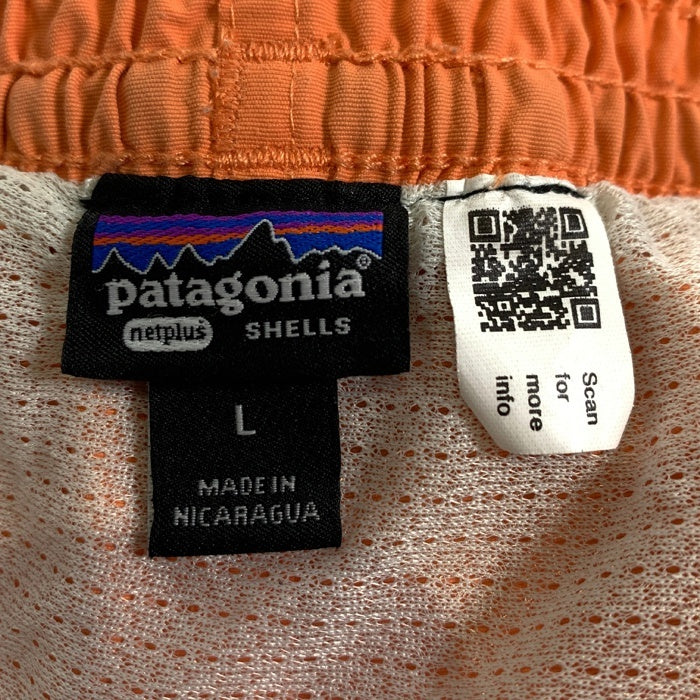 patagonia®
netplus® SHELLS
L
MADE IN
NICARAGUA
Scan
for
more
info